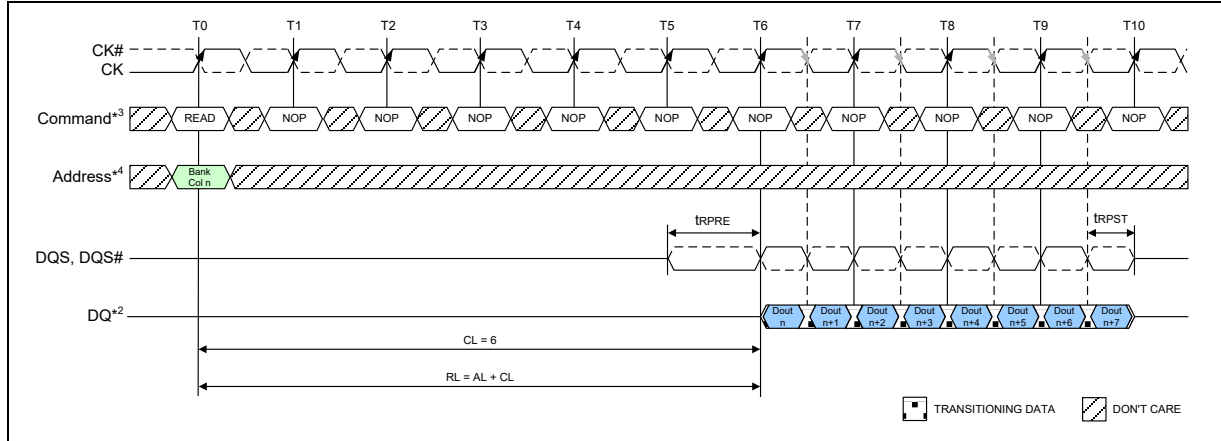 T0 T1 T2 T3 T4 T5 T6 T7 T8 T9 T10
CK#
CK
Command*3 READ NOP NOP NOP NOP NOP NOP NOP NOP NOP NOP
Address*4 Bank
Col n
tRPRE tRPST
DQS, DQS#
DQ*2 Dout Dout Dout Dout Dout Dout Dout Dout
n n+1 n+2 n+3 n+4 n+5 n+6 n+7
CL = 6
RL = AL + CL
TRANSITIONING DATA DON'T CARE